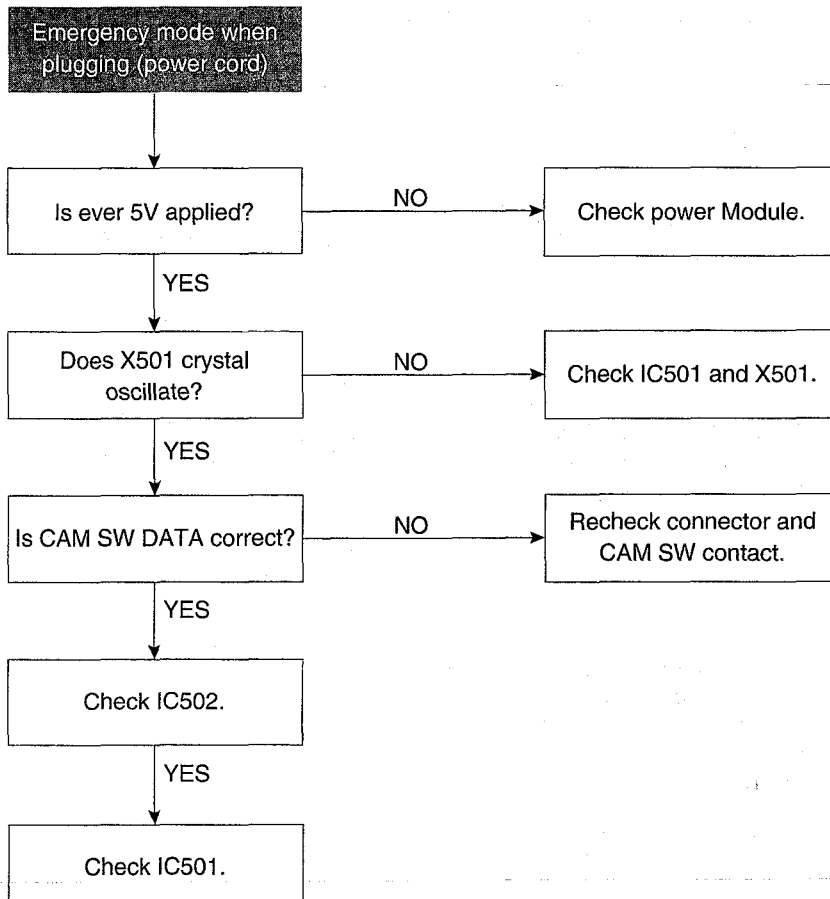 Emergency mode when
plugging (power cord)
Is ever 5V applied?
NO
Check power Module.
YES
Does X501 crystal
oscillate?
NO
Check IC501 and X501.
YES
Is CAM SW DATA correct?
NO
Recheck connector and
CAM SW contact.
YES
Check IC502.
YES
Check IC501.